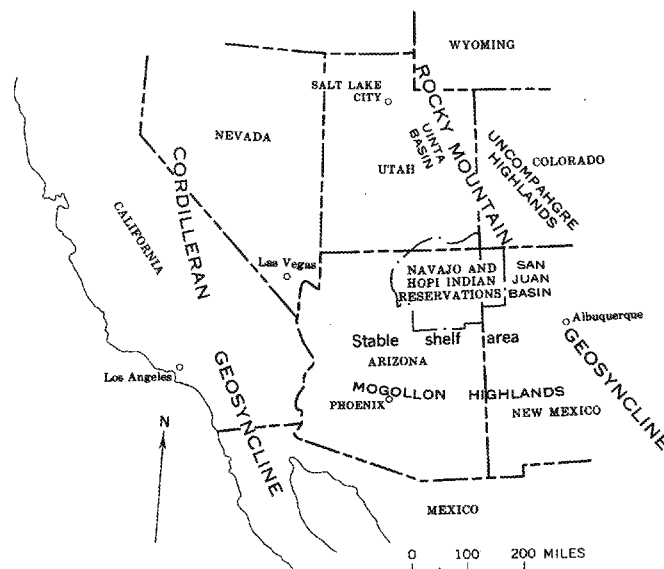 WYOMING
SALT LAKE
CITY
NEVADA
ROCKY MOUNTAIN
UINTA
BASIN
UTAH
UNCOMPAHGRE
HIGHLANDS
COLORADO
CORDILLERAN
CALIFORNIA
Las Vegas
NAVAJO AND
HOPI INDIAN
RESERVATIONS
SAN
JUAN
BASIN
Albuquerque
Stable shelf area
ARIZONA
Los Angeles
GEOSYNCLINE
GEOSYNCLINE
MOGOLLON HIGHLANDS
PHOENIX
NEW MEXICO
N
MEXICO
0 100 200 MILES